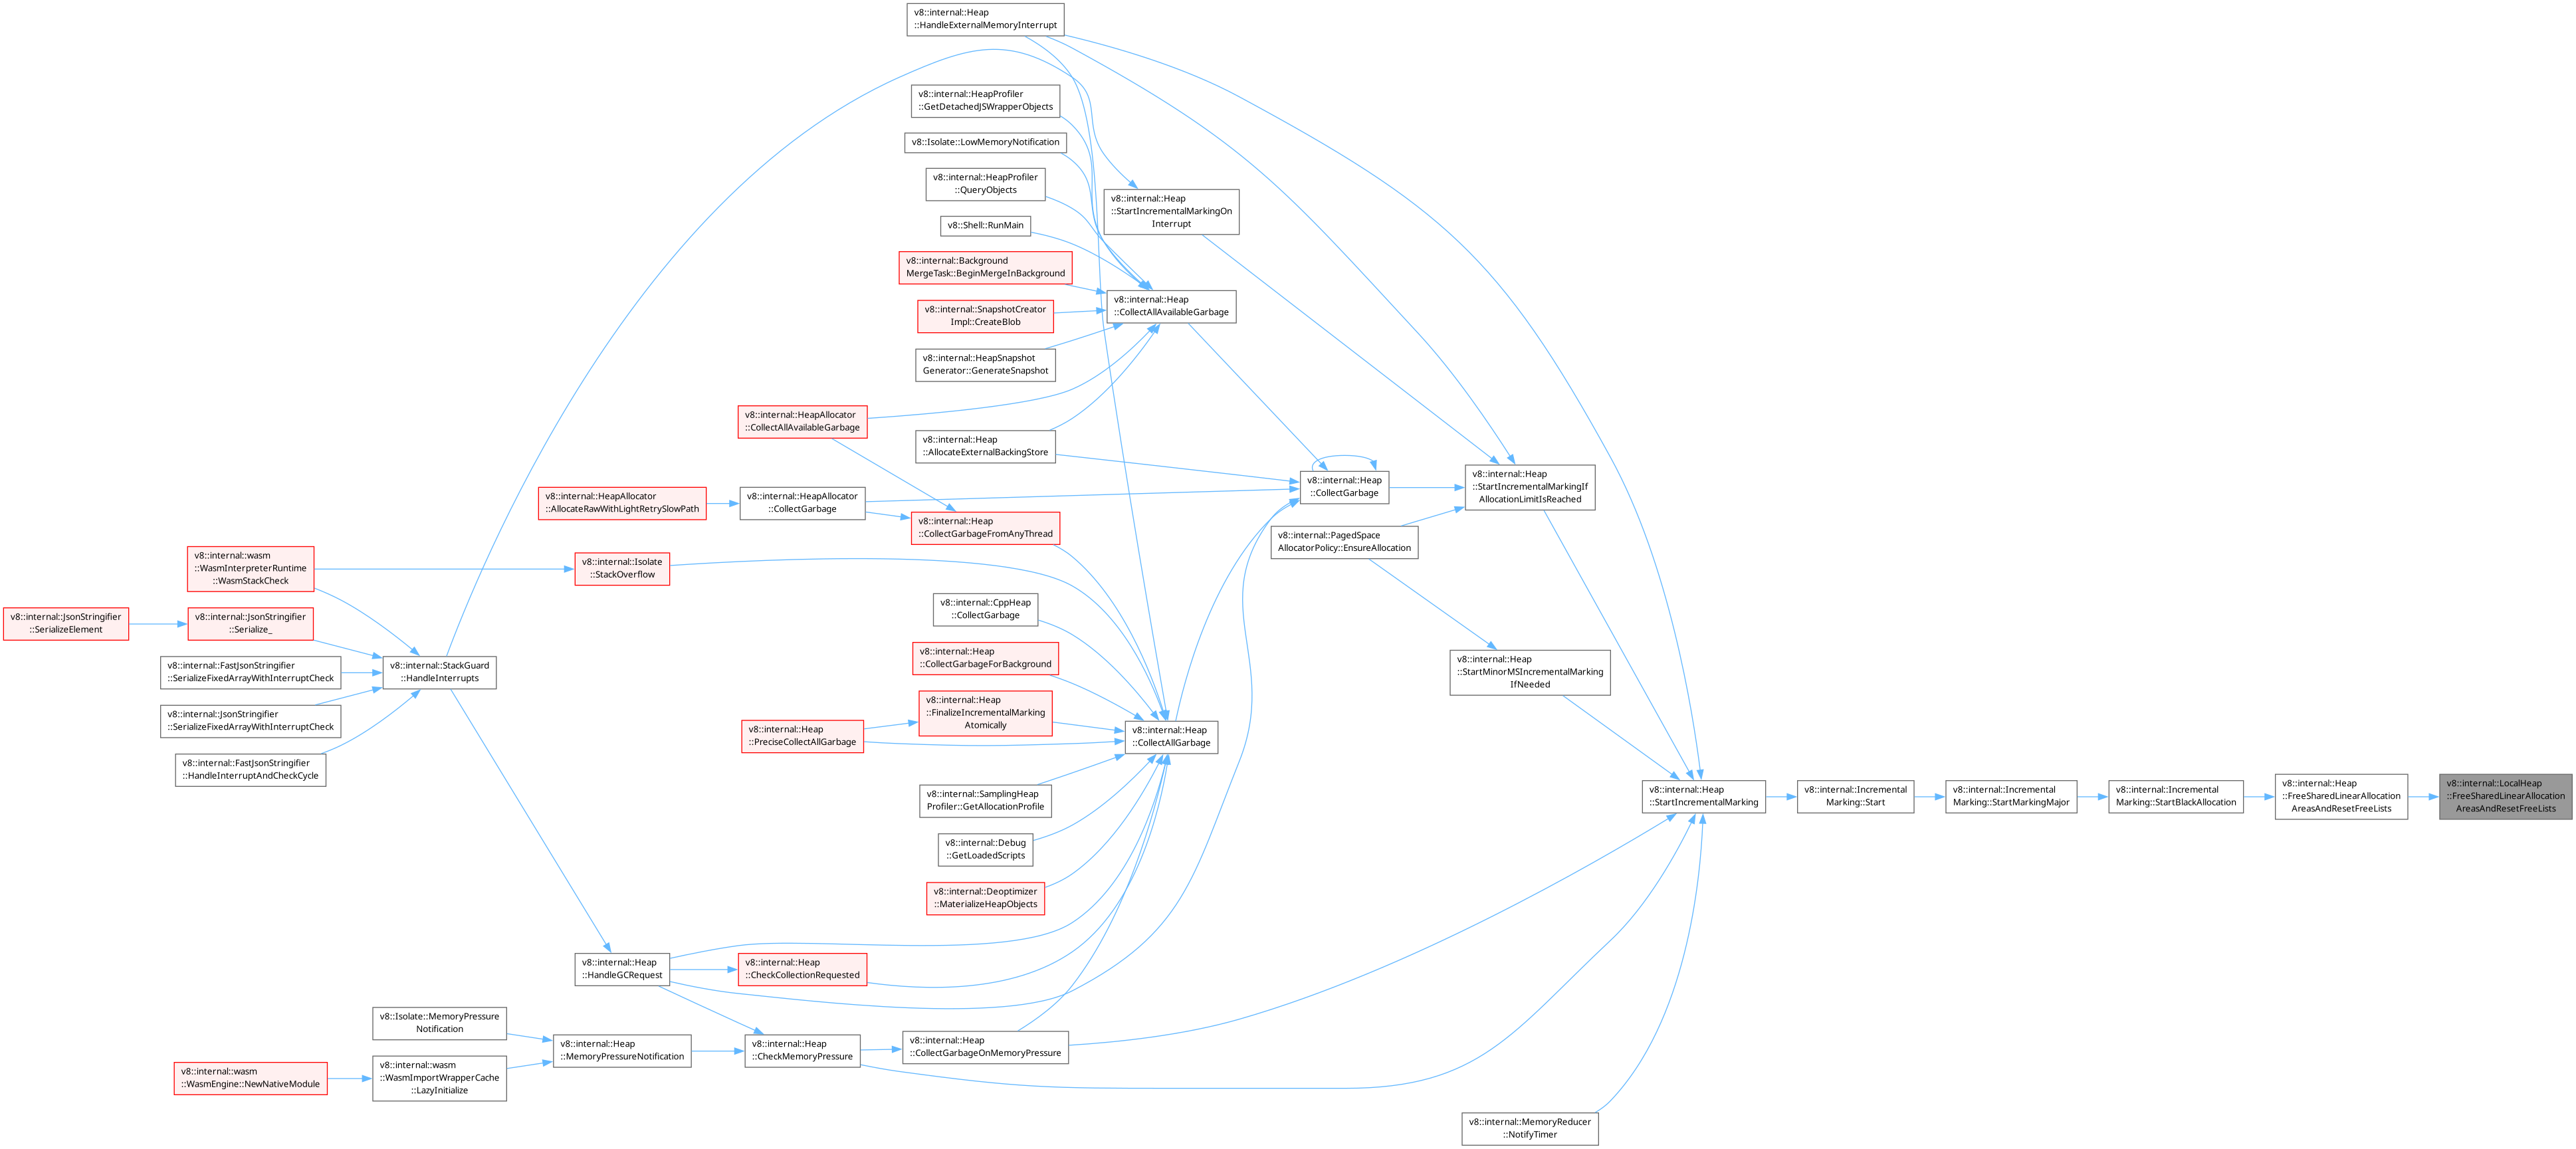 v8::internal::Heap
::HandleExternalMemoryInterrupt
v8::internal::HeapProfiler
::GetDetachedJSWrapperObjects
v8::Isolate::LowMemoryNotification
v8::internal::HeapProfiler
::QueryObjects
v8::internal::Heap
::StartIncrementalMarkingOn
Interrupt
v8::Shell::RunMain
v8::internal::Background
MergeTask::BeginMergeInBackground
v8::internal::Heap
::CollectAllAvailableGarbage
v8::internal::SnapshotCreator
Impl::CreateBlob
v8::internal::HeapSnapshot
Generator::GenerateSnapshot
v8::internal::HeapAllocator
::CollectAllAvailableGarbage
v8::internal::Heap
::AllocateExternalBackingStore
v8::internal::Heap
::CollectGarbage
v8::internal::Heap
::StartIncrementalMarkingIf
AllocationLimitIsReached
v8::internal::HeapAllocator
::AllocateRawWithLightRetrySlowPath
v8::internal::HeapAllocator
::CollectGarbage
v8::internal::Heap
::CollectGarbageFromAnyThread
v8::internal::PagedSpace
AllocatorPolicy::EnsureAllocation
v8::internal::wasm
::WasmInterpreterRuntime
::WasmStackCheck
v8::internal::Isolate
::StackOverflow
v8::internal::CppHeap
::CollectGarbage
v8::internal::JsonStringifier
::SerializeElement
v8::internal::JsonStringifier
::Serialize_
v8::internal::FastJsonStringifier
::SerializeFixedArrayWithInterruptCheck
v8::internal::StackGuard
::HandleInterrupts
v8::internal::Heap
::CollectGarbageForBackground
v8::internal::Heap
::StartMinorMSIncrementalMarking
IfNeeded
v8::internal::JsonStringifier
::SerializeFixedArrayWithInterruptCheck
v8::internal::Heap
::FinalizeIncrementalMarking
Atomically
v8::internal::Heap
::PreciseCollectAllGarbage
v8::internal::Heap
::CollectAllGarbage
v8::internal::FastJsonStringifier
::HandleInterruptAndCheckCycle
v8::internal::SamplingHeap
Profiler::GetAllocationProfile
v8::internal::Heap
::StartIncrementalMarking
v8::internal::Incremental
Marking::Start
v8::internal::Incremental
Marking::StartMarkingMajor
v8::internal::Incremental
Marking::StartBlackAllocation
v8::internal::Heap
::FreeSharedLinearAllocation
AreasAndResetFreeLists
v8::internal::LocalHeap
::FreeSharedLinearAllocation
AreasAndResetFreeLists
v8::internal::Debug
::GetLoadedScripts
v8::internal::Deoptimizer
::MaterializeHeapObjects
v8::internal::Heap
::HandleGCRequest
v8::internal::Heap
::CheckCollectionRequested
v8::Isolate::MemoryPressure
Notification
v8::internal::Heap
::MemoryPressureNotification
v8::internal::Heap
::CheckMemoryPressure
v8::internal::Heap
::CollectGarbageOnMemoryPressure
v8::internal::wasm
::WasmEngine::NewNativeModule
v8::internal::wasm
::WasmImportWrapperCache
::LazyInitialize
v8::internal::MemoryReducer
::NotifyTimer